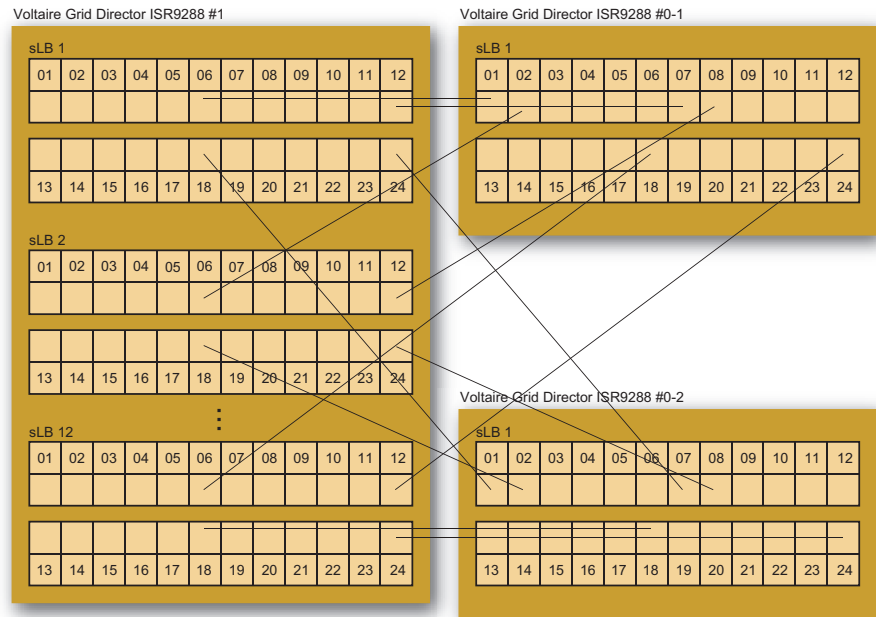 Voltaire Grid Director ISR9288 #1
sLB 1
01 02 03 04 05 06 07 08 09 10 11 12
13 14 15 16 17 18 19 20 21 22 23 24
sLB 2
01 02 03 04 05 06 07 08 09 10 11 12
13 14 15 16 17 18 19 20 21 22 23 24
⋮
sLB 12
01 02 03 04 05 06 07 08 09 10 11 12
13 14 15 16 17 18 19 20 21 22 23 24
Voltaire Grid Director ISR9288 #0-1
sLB 1
01 02 03 04 05 06 07 08 09 10 11 12
13 14 15 16 17 18 19 20 21 22 23 24
Voltaire Grid Director ISR9288 #0-2
sLB 1
01 02 03 04 05 06 07 08 09 10 11 12
13 14 15 16 17 18 19 20 21 22 23 24